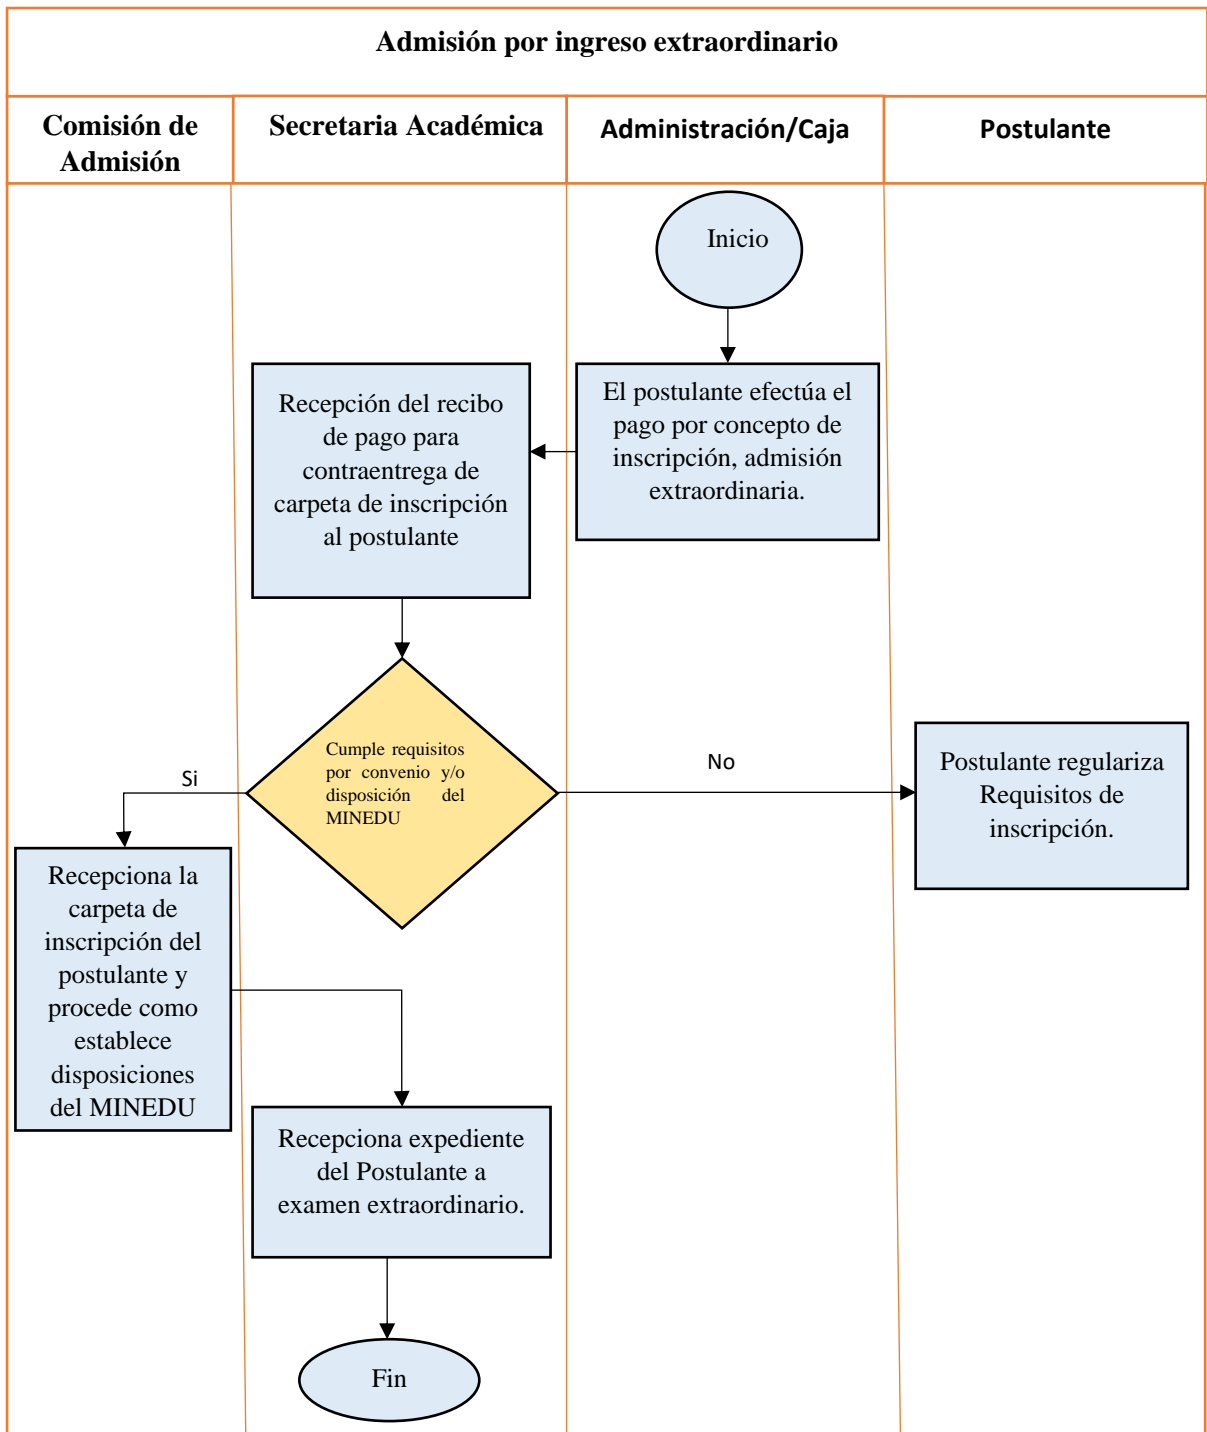 Admisión por ingreso extraordinario
Comisión de
Admisión
Secretaria Académica
Administración/Caja
Postulante
Inicio
El postulante efectúa el
pago por concepto de
inscripción, admisión
extraordinaria.
Recepción del recibo
de pago para
contraentrega de
carpeta de inscripción
al postulante
Cumple requisitos
por convenio y/o
disposición del
MINEDU
Si
No
Postulante regulariza
Requisitos de
inscripción.
Recepciona la
carpeta de
inscripción del
postulante y
procede como
establece
disposiciones
del MINEDU
Recepciona expediente
del Postulante a
examen extraordinario.
Fin